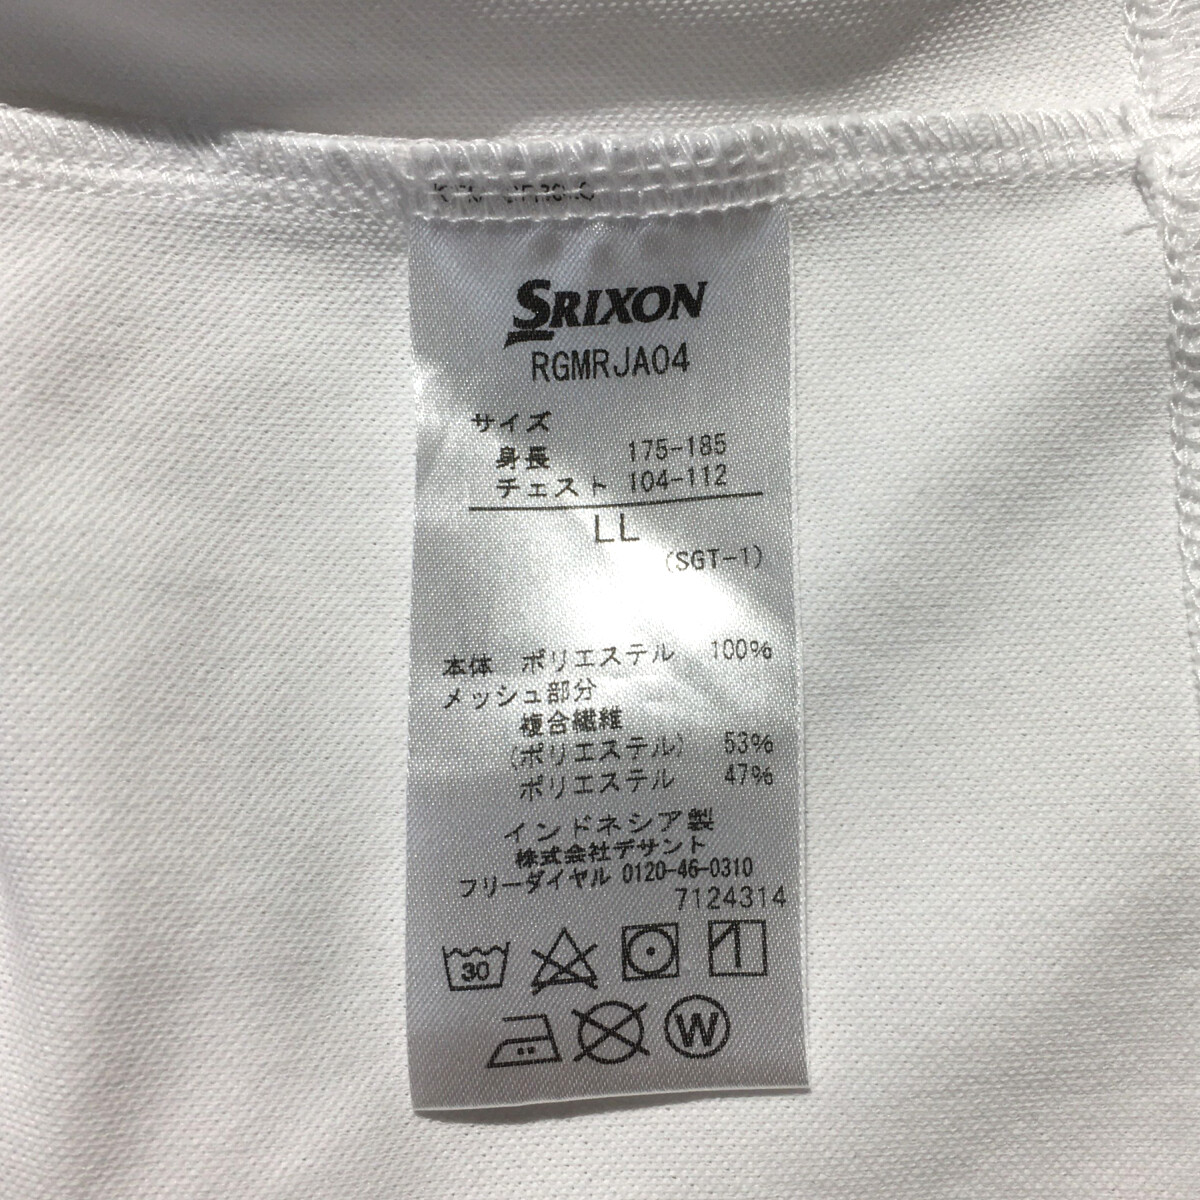 SRIXON
RGMRJA04
サイズ
身長 175-185
チェスト 104-112
LL
(SGT-1)
本体 ポリエステル 100%
メッシュ部分
複合繊維
(ポリエステル) 53%
ポリエステル 47%
インドネシア製
株式会社デサント
フリーダイヤル 0120-46-0310
7124314
30
W